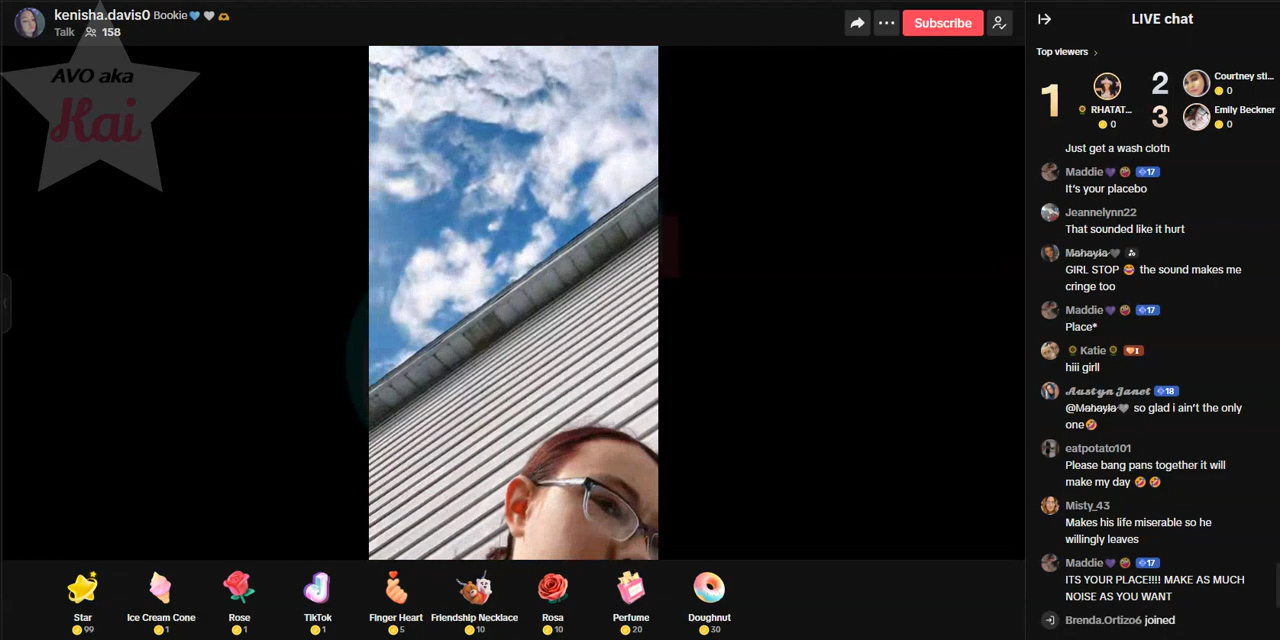 kenisha.davis0 Bookie
Talk 158
Subscribe
AVO aka
Kai
LIVE chat
Top viewers
1
RHATAT...
0
2
Courtney sti...
0
3
Emily Beckner
0
Just get a wash cloth
Maddie 17
It's your placebo
Jeannelynn22
That sounded like it hurt
Mahayla
GIRL STOP the sound makes me
cringe too
Maddie 17
Place*
Katie I
hiii girll
Austyn Janet 18
@Mahayla so glad i ain't the only
one
eatpotato101
Please bang pans together it will
make my day
Misty_43
Makes his life miserable so he
willingly leaves
Maddie 17
ITS YOUR PLACE!!!! MAKE AS MUCH
NOISE AS YOU WANT
Brenda.Ortizo6 joined
Star
99
Ice Cream Cone
1
Rose
1
TikTok
1
Finger Heart
5
Friendship Necklace
10
Rosa
10
Perfume
20
Doughnut
30